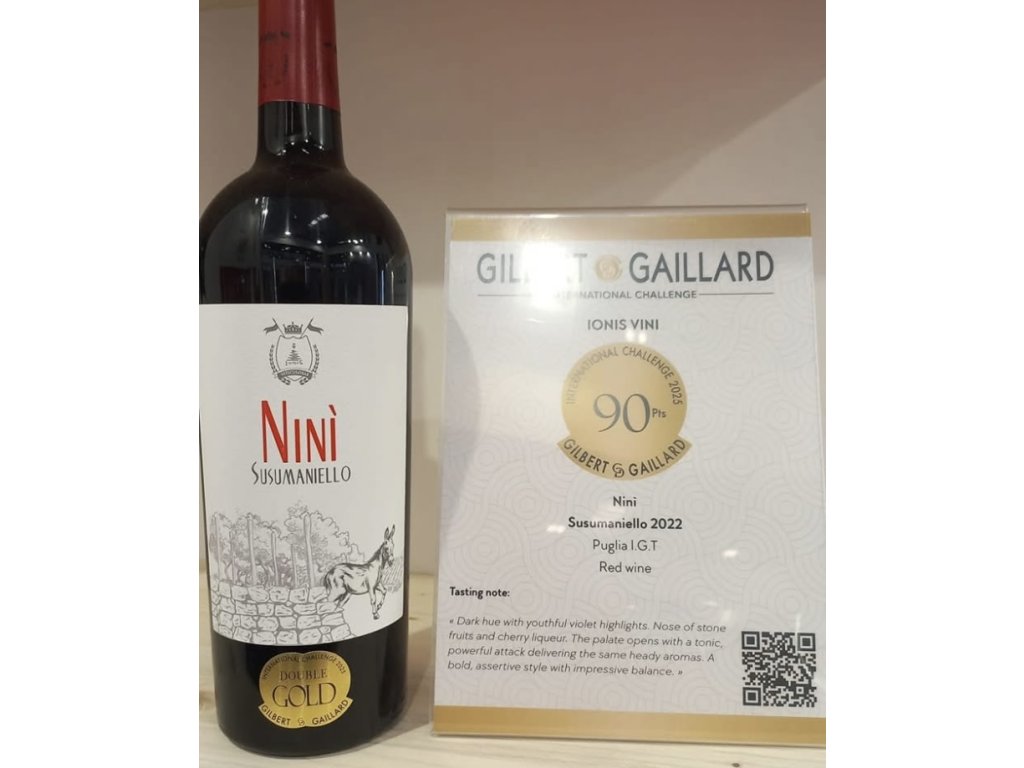 NINÌ
SUSUMANIELLO
INTERNATIONAL CHALLENGE 2025
DOUBLE
GOLD
GILBERT GAILLARD
GILBERT GAILLARD
INTERNATIONAL CHALLENGE
IONIS VINI
INTERNATIONAL CHALLENGE 2025
90 Pts
GILBERT GAILLARD
Ninì
Susumaniello 2022
Puglia I.G.T
Red wine
Tasting note:
« Dark hue with youthful violet highlights. Nose of stone
fruits and cherry liqueur. The palate opens with a tonic,
powerful attack delivering the same heady aromas. A
bold, assertive style with impressive balance. »